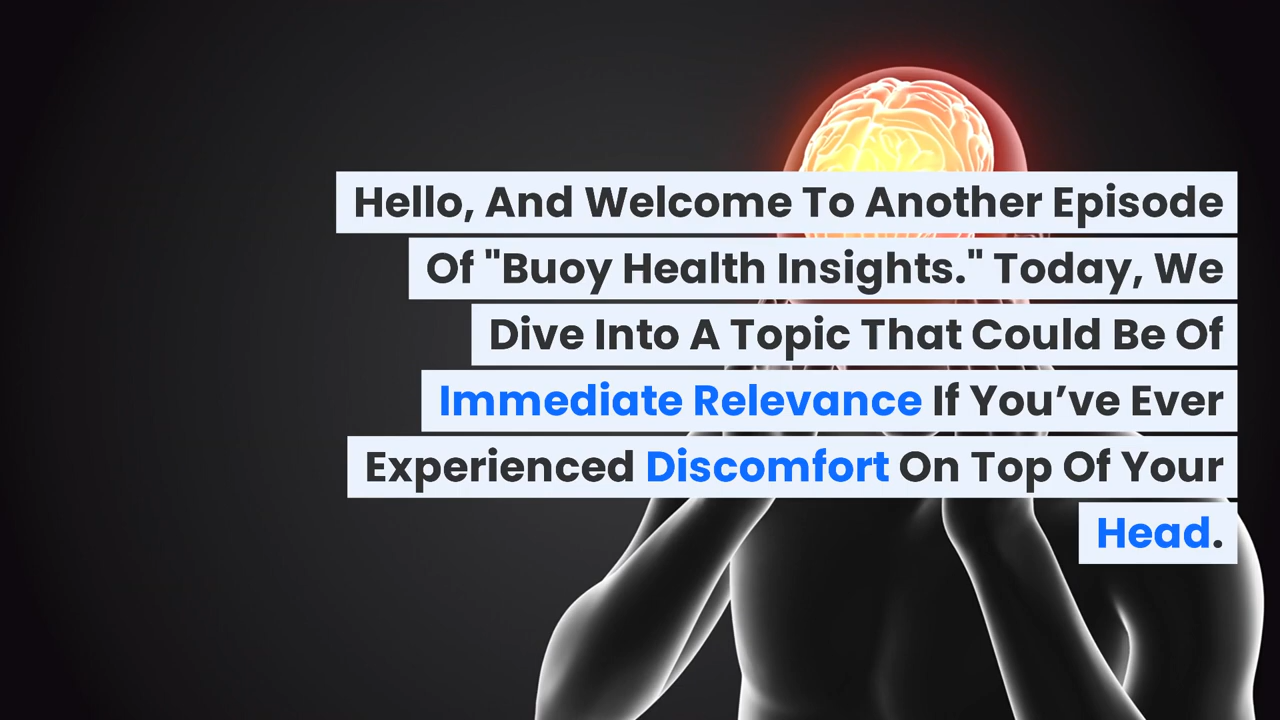 Hello, And Welcome To Another Episode
Of "Buoy Health Insights." Today, We
Dive Into A Topic That Could Be Of
Immediate Relevance If You’ve Ever
Experienced Discomfort On Top Of Your
Head.